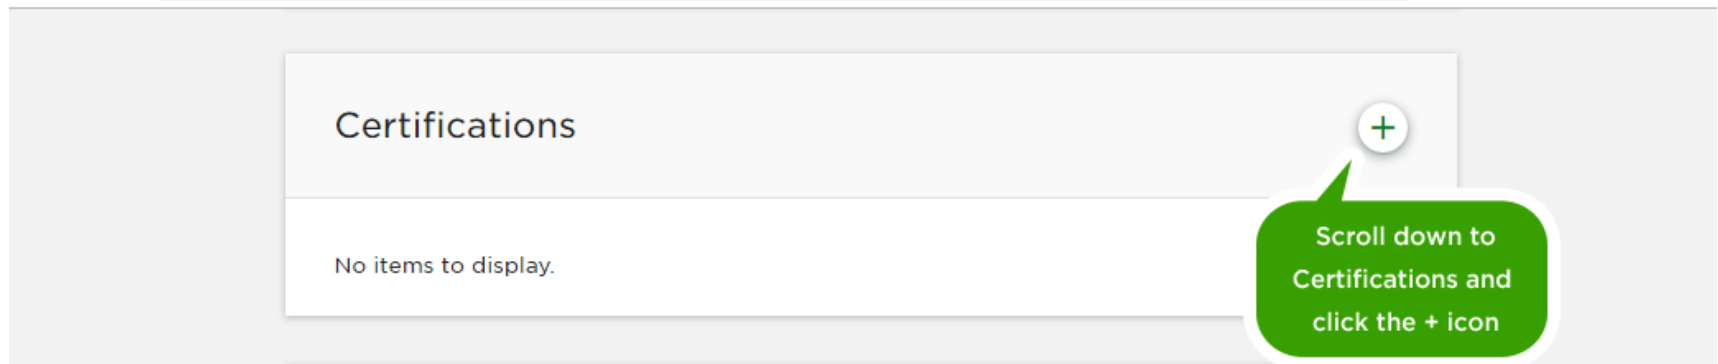 Certifications
+
No items to display.
Scroll down to
Certifications and
click the + icon